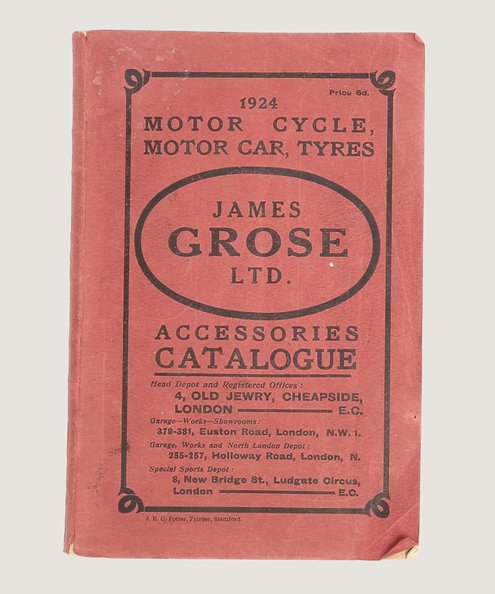 Price 6d.
1924
MOTOR CYCLE,
MOTOR CAR, TYRES
JAMES
GROSE
LTD.
ACCESSORIES
CATALOGUE
Head Depot and Registered Offices :
4, OLD JEWRY, CHEAPSIDE,
LONDON — E.C.
Garage—Works—Showrooms:
379-381, Euston Road, London, N.W. 1.
Garage, Works and North London Depot:
255-257, Holloway Road, London, N.
Special Sports Depot :
8, New Bridge St., Ludgate Circus,
London — E.C.
J. E. C. Potter, Printer, Stamford.